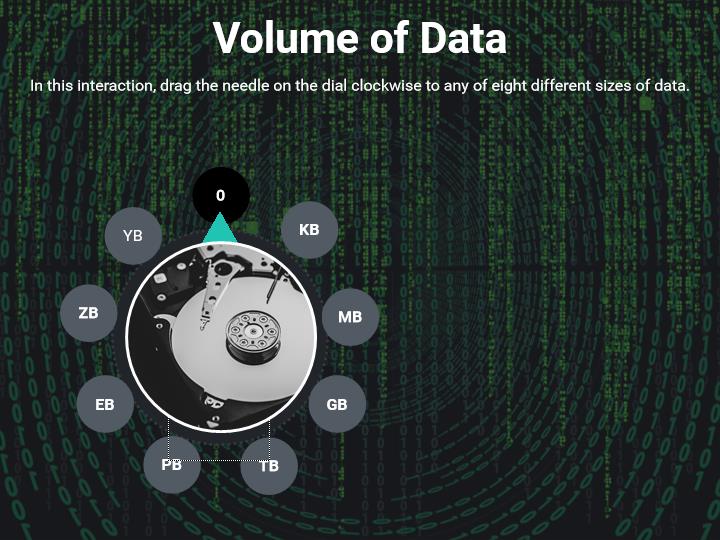 Volume of Data
In this interaction, drag the needle on the dial clockwise to any of eight different sizes of data.
0
YB
KB
ZB
MB
EB
GB
PB
TB